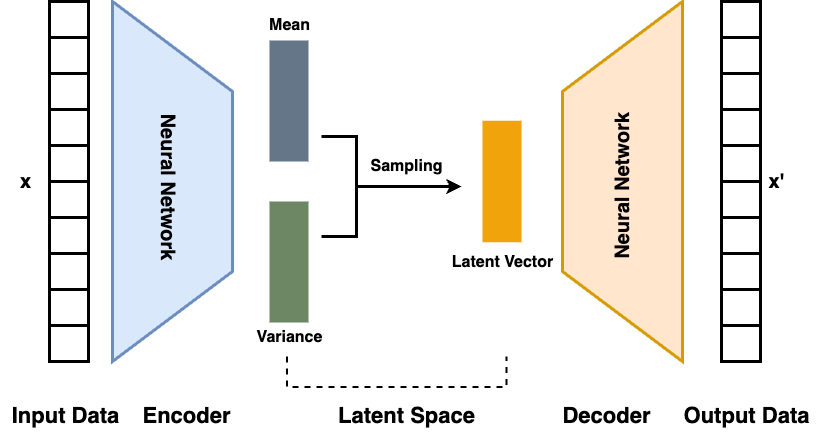 Mean
Neural Network
Neural Network
Sampling
x
x'
Latent Vector
Variance
Input Data
Encoder
Latent Space
Decoder
Output Data